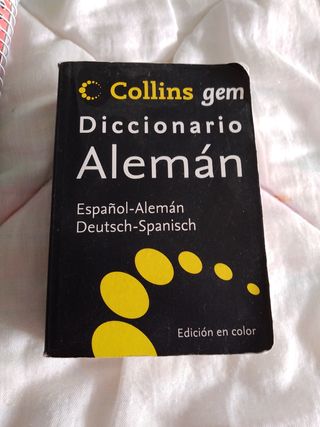 Collins gem
Diccionario
Alemán
Español-Alemán
Deutsch-Spanisch
Edición en color